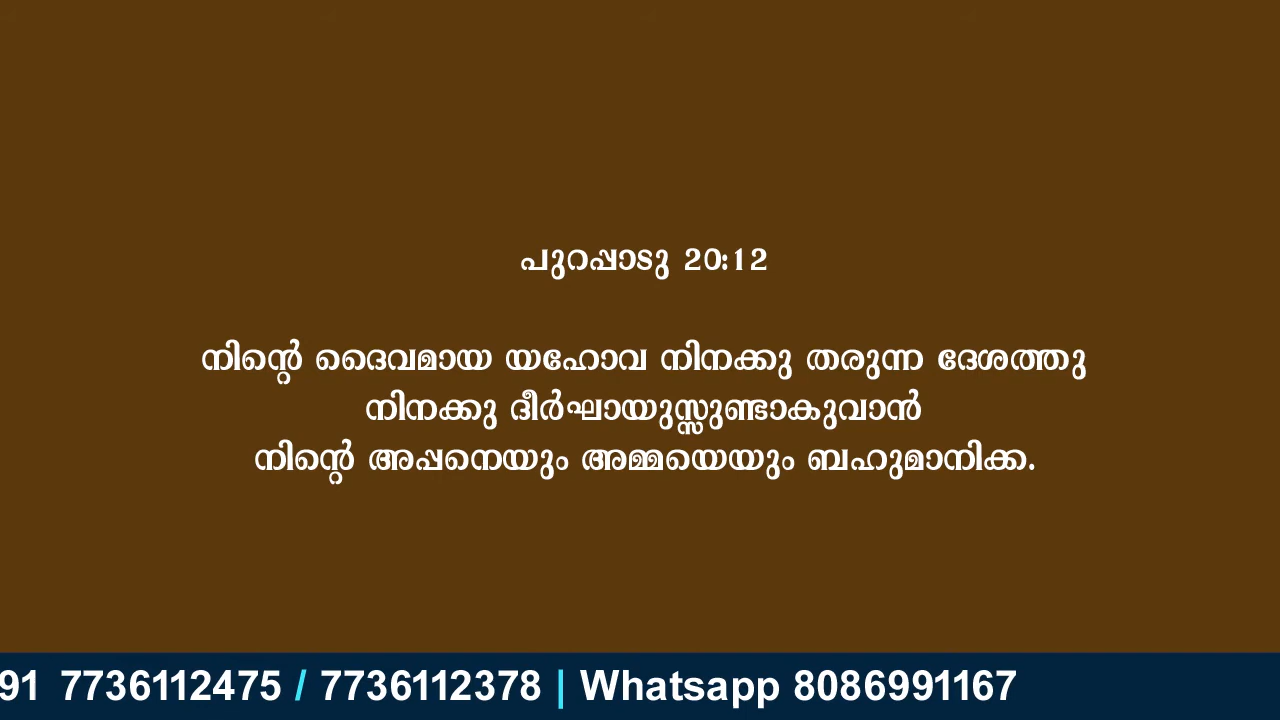 പുറപ്പാടു 20:12
നിന്റെ ദൈവമായ യഹോവ നിനക്കു തരുന്ന ദേശത്തു
നിനക്കു ദീർഘായുസ്സുണ്ടാകുവാൻ
നിന്റെ അപ്പനെയും അമ്മയെയും ബഹുമാനിക്ക.
91 7736112475 / 7736112378 | Whatsapp 8086991167